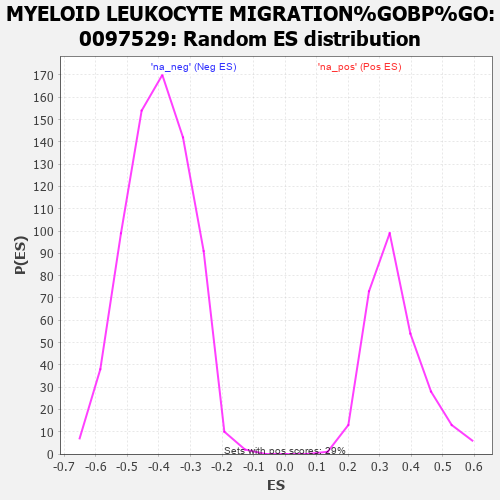 MYELOID LEUKOCYTE MIGRATION%GOBP%GO:
0097529: Random ES distribution
'na_neg' (Neg ES)
'na_pos' (Pos ES)
170
160
150
140
130
120
110
100
90
80
70
60
50
40
30
20
10
0
P(ES)
Sets with pos scores: 29%
-0.7 -0.6 -0.5 -0.4 -0.3 -0.2 -0.1 0.0 0.1 0.2 0.3 0.4 0.5 0.6
ES